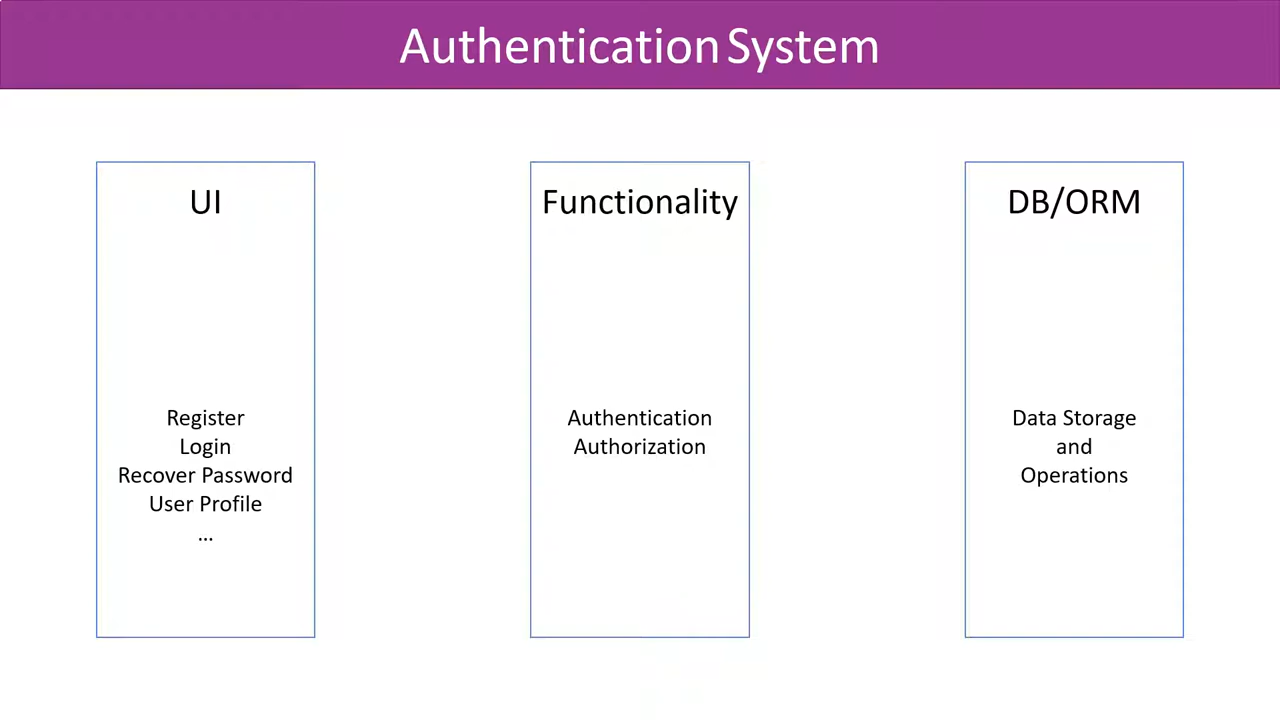 Authentication System
UI
Register
Login
Recover Password
User Profile
...
Functionality
Authentication
Authorization
DB/ORM
Data Storage
and
Operations